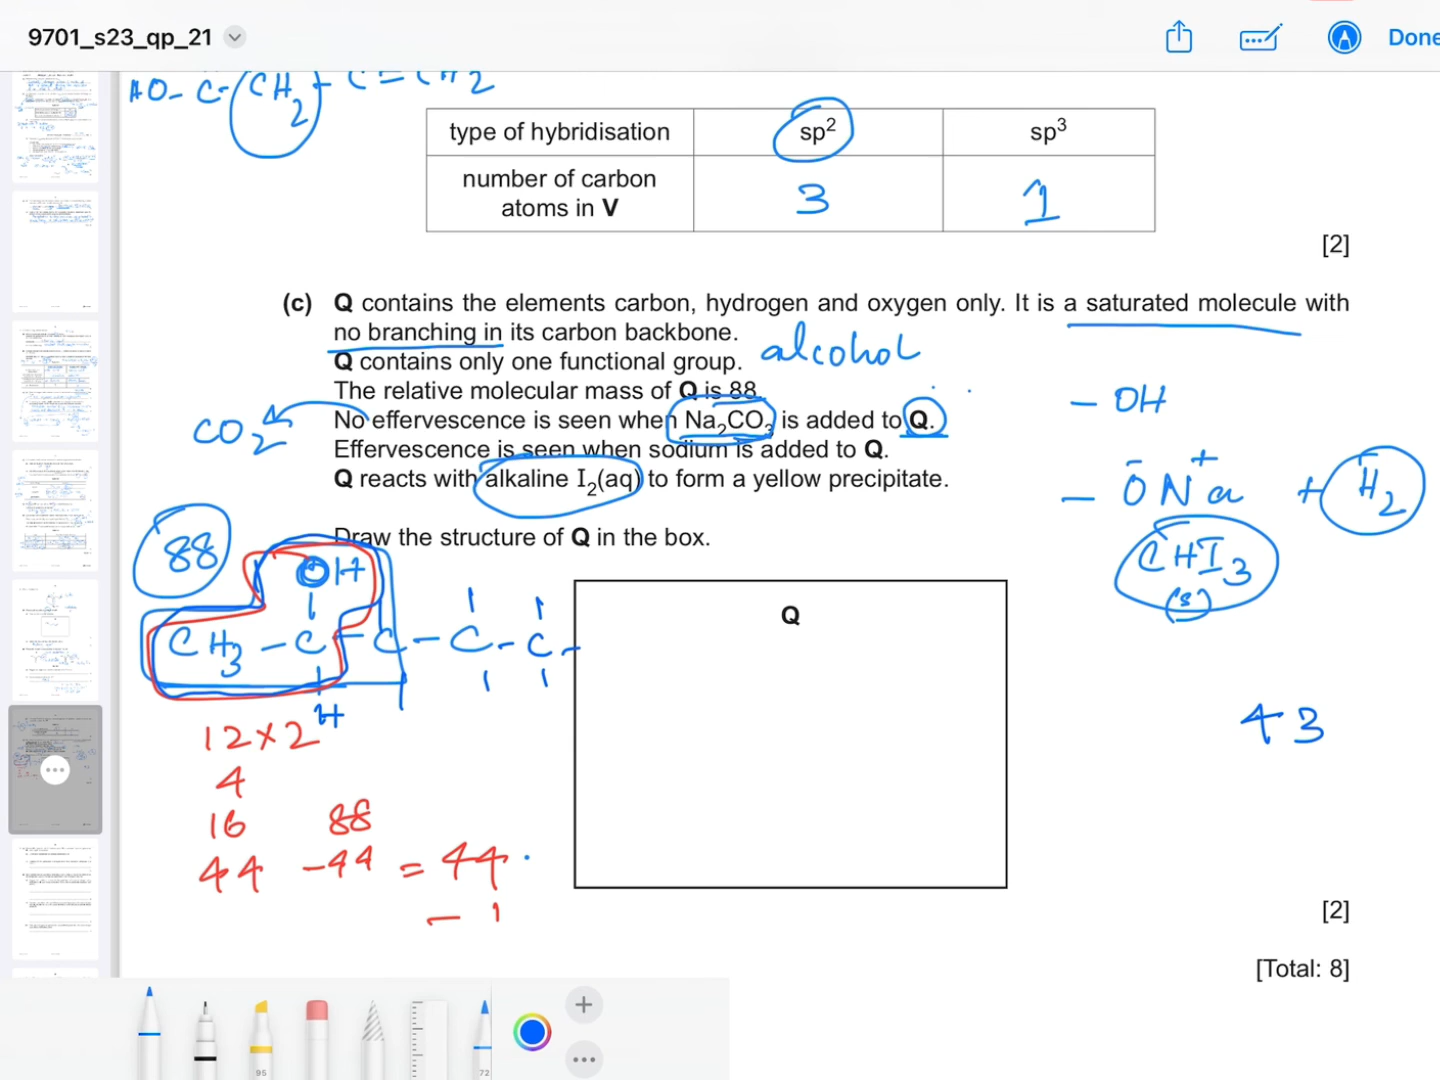 9701_s23_qp_21
Done
HO- C-(CH2)- C=CH2
type of hybridisation sp2 sp3
number of carbon atoms in V 3 1
[2]
(c) Q contains the elements carbon, hydrogen and oxygen only. It is a saturated molecule with
no branching in its carbon backbone.
alcohol
Q contains only one functional group.
The relative molecular mass of Q is 88.
- OH
CO2
No effervescence is seen when Na2CO3 is added to Q.
Effervescence is seen when sodium is added to Q.
Q reacts with alkaline I2(aq) to form a yellow precipitate.
- ŌNa+ + H2
CHI3
(s)
Draw the structure of Q in the box.
88
OH
CH3 - C - C - C - C -
H
Q
12×2
4
16
44
88
-44 = 44
- 1
43
[2]
[Total: 8]
95
72